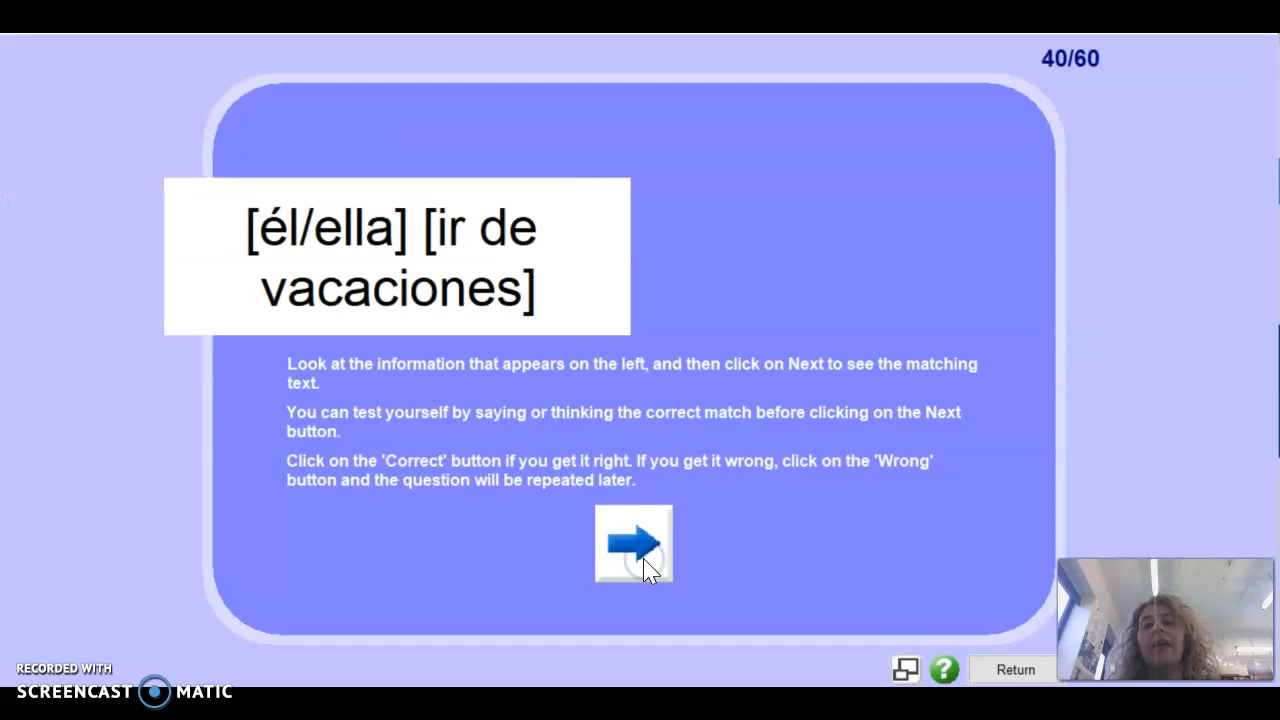 40/60
[él/ella] [ir de
vacaciones]
Look at the information that appears on the left, and then click on Next to see the matching
text.
You can test yourself by saying or thinking the correct match before clicking on the Next
button.
Click on the 'Correct' button if you get it right. If you get it wrong, click on the 'Wrong'
button and the question will be repeated later.
?
Return
RECORDED WITH
SCREENCAST MATIC